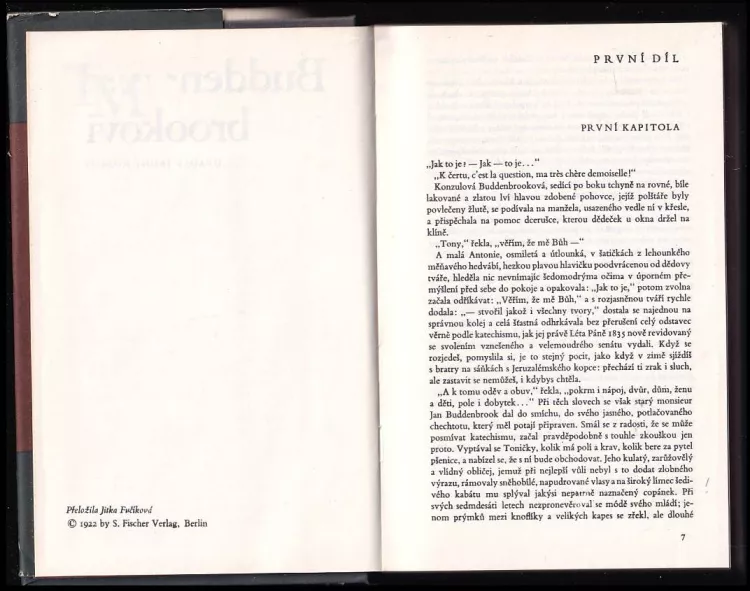 Přeložila Jitka Fučíková
© 1922 by S. Fischer Verlag, Berlin
PRVNÍ DÍL
PRVNÍ KAPITOLA
„Jak to je? — Jak — to je...“
„K čertu, c'est la question, ma très chère demoiselle!“
Konzulová Buddenbrooková, sedící po boku tchyně na rovné, bíle
lakované a zlatou lví hlavou zdobené pohovce, jejíž polštáře byly
povlečeny žlutě, se podívala na manžela, usazeného vedle ní v křesle,
a přispěchala na pomoc dcerušce, kterou dědeček u okna držel na
klíně.
„Tony,“ řekla, „věřím, že mě Bůh —“
A malá Antonie, osmiletá a útlounká, v šatičkách z lehounkého
měňavého hedvábí, hezkou plavou hlavičku poodvrácenou od dědovy
tváře, hleděla nic nevnímajíc šedomodrýma očima v úporném pře-
mýšlení před sebe do pokoje a opakovala: „Jak to je,“ potom zvolna
začala odříkávat: „Věřím, že mě Bůh,“ a s rozjasněnou tváří rychle
dodala: „— stvořil jakož i všechny tvory,“ dostala se najednou na
správnou kolej a celá šťastná odhrkávala bez přerušení celý odstavec
věrně podle katechismu, jak jej právě Léta Páně 1835 nově revidovaný
se svolením vznešeného a velemoudrého senátu vydali. Když se
rozjedeš, pomyslila si, je to stejný pocit, jako když v zimě sjíždíš
s bratry na sáňkách s Jeruzalémského kopce: přechází ti zrak i sluch,
ale zastavit se nemůžeš, i kdybys chtěla.
„A k tomu oděv a obuv,“ řekla, „pokrm i nápoj, dvůr, dům, ženu
a děti, pole i dobytek...“ Při těch slovech se však starý monsieur
Jan Buddenbrook dal do smíchu, do svého jasného, potlačovaného
chechtotu, který měl potají připraven. Smál se z radosti, že se může
posmívat katechismu, začal pravděpodobně s touhle zkouškou jen
proto. Vyptával se Toničky, kolik má polí a krav, kolik bere za pytel
pšenice, a nabízel se, že s ní bude obchodovat. Jeho kulatý, zarůžovělý
a vlídný obličej, jemuž při nejlepší vůli nebyl s to dodat zlobného
výrazu, rámovaly sněhobílé, napudrované vlasy a na široký límec šedi-
vého kabátu mu splýval jakýsi nepatrně naznačený copánek. Při
svých sedmdesáti letech nezpronevěroval se módě svého mládí; je-
nom prýmků mezi knoflíky a velikých kapes se zřekl, ale dlouhé
7